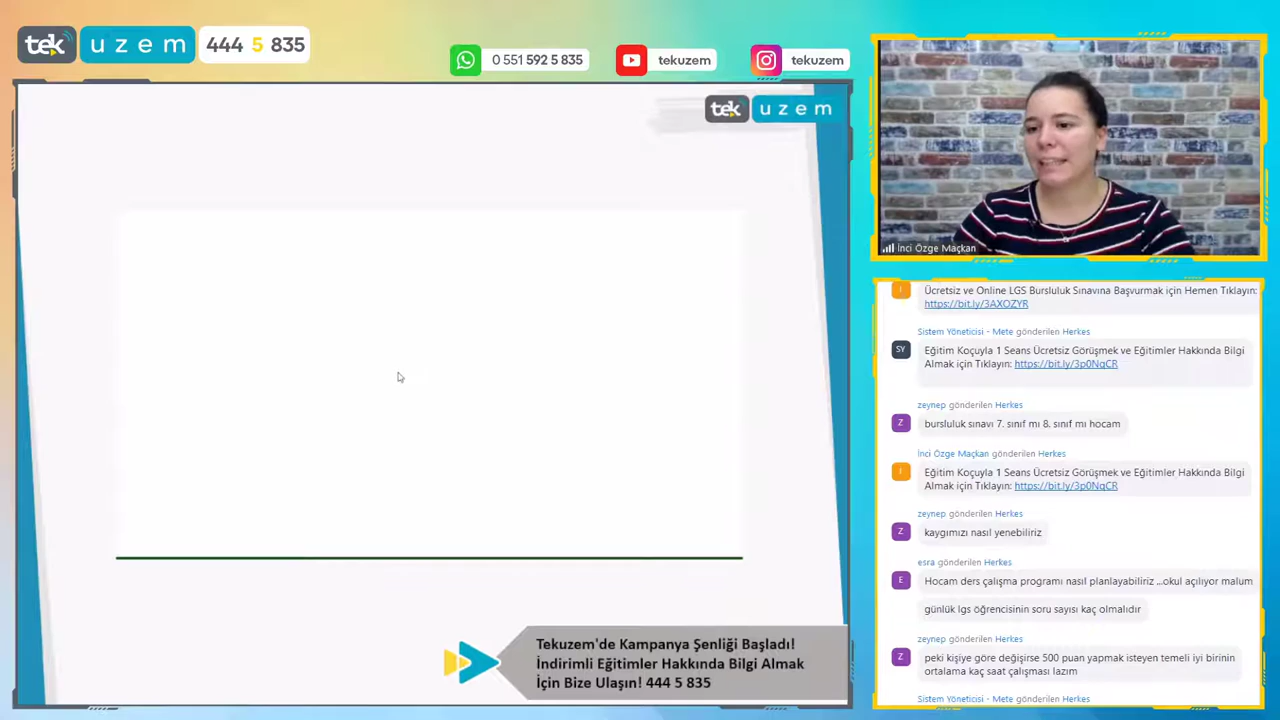 tek uzem 444 5 835
0 551 592 5 835
tekuzem
tekuzem
tek uzem
İnci Özge Maçkan
Ücretsiz ve Online LGS Bursluluk Sınavına Başvurmak için Hemen Tıklayın:
https://bit.ly/3AXOZYR
Sistem Yöneticisi - Mete gönderilen Herkes
SY
Eğitim Koçuyla 1 Seans Ücretsiz Görüşmek ve Eğitimler Hakkında Bilgi
Almak için Tıklayın: https://bit.ly/3p0NqCR
zeynep gönderilen Herkes
Z
bursluluk sınavı 7. sınıf mı 8. sınıf mı hocam
İnci Özge Maçkan gönderilen Herkes
I
Eğitim Koçuyla 1 Seans Ücretsiz Görüşmek ve Eğitimler Hakkında Bilgi
Almak için Tıklayın: https://bit.ly/3p0NqCR
zeynep gönderilen Herkes
Z
kaygımızı nasıl yenebiliriz
esra gönderilen Herkes
E
Hocam ders çalışma programı nasıl planlayabiliriz ...okul açılıyor malum
günlük lgs öğrencisinin soru sayısı kaç olmalıdır
zeynep gönderilen Herkes
Z
peki kişiye göre değişirse 500 puan yapmak isteyen temeli iyi birinin
ortalama kaç saat çalışması lazım
Sistem Yöneticisi - Mete gönderilen Herkes
Tekuzem'de Kampanya Şenliği Başladı!
İndirimli Eğitimler Hakkında Bilgi Almak
İçin Bize Ulaşın! 444 5 835